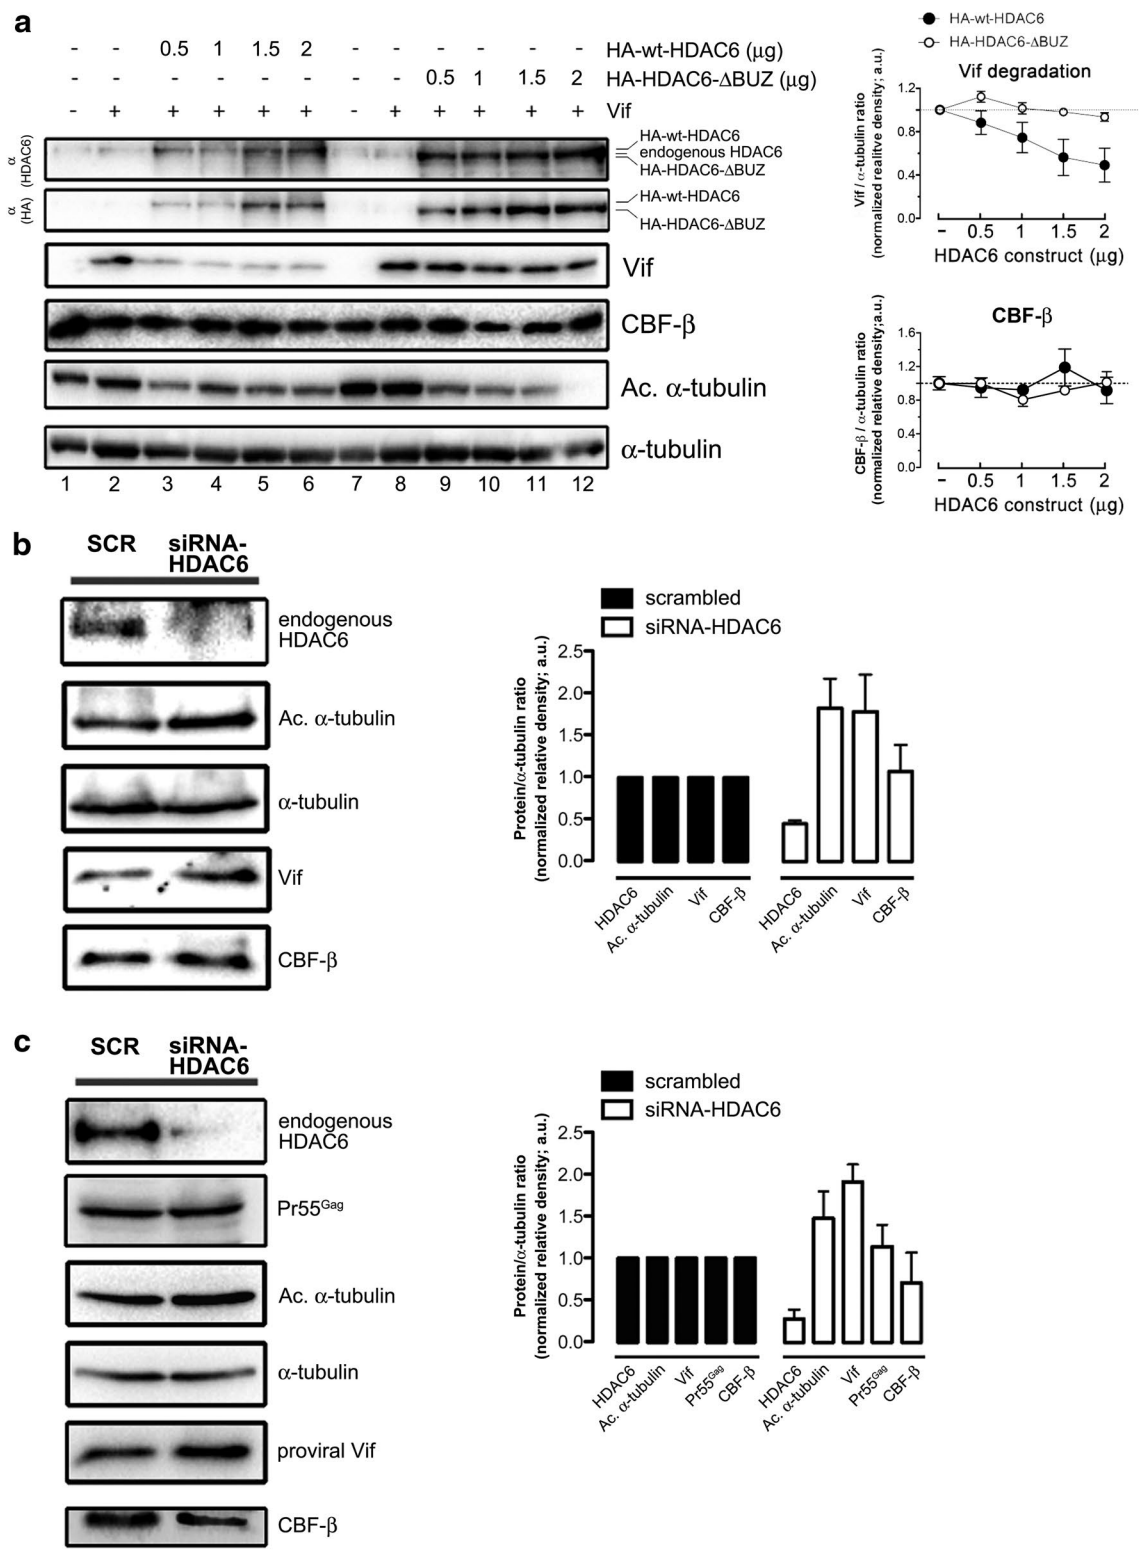 a
- - 0.5 1 1.5 2 - - - - - - HA-wt-HDAC6 (μg)
- - - - - - - - 0.5 1 1.5 2 HA-HDAC6-ΔBUZ (μg)
- + + + + + - + + + + + Vif
α (HDAC6)
HA-wt-HDAC6
endogenous HDAC6
HA-HDAC6-ΔBUZ
α (HA)
HA-wt-HDAC6
HA-HDAC6-ΔBUZ
Vif
CBF-β
Ac. α-tubulin
α-tubulin
1 2 3 4 5 6 7 8 9 10 11 12
HA-wt-HDAC6
HA-HDAC6-ΔBUZ
Vif degradation
Vif / α-tubulin ratio
(normalized realitve density; a.u.)
1.2
0.8
0.4
0.0
- 0.5 1 1.5 2
HDAC6 construct (μg)
CBF-β
CBF-β / α-tubulin ratio
(normalized relative density;a.u.)
1.6
1.2
0.8
0.4
0.0
- 0.5 1 1.5 2
HDAC6 construct (μg)
b
SCR siRNA-
HDAC6
endogenous
HDAC6
Ac. α-tubulin
α-tubulin
Vif
CBF-β
scrambled
siRNA-HDAC6
Protein/α-tubulin ratio
(normalized relative density; a.u.)
2.5
2.0
1.5
1.0
0.5
0.0
HDAC6 Ac. α-tubulin Vif CBF-β HDAC6 Ac. α-tubulin Vif CBF-β
c
SCR siRNA-
HDAC6
endogenous
HDAC6
Pr55Gag
Ac. α-tubulin
α-tubulin
proviral Vif
CBF-β
scrambled
siRNA-HDAC6
Protein/α-tubulin ratio
(normalized relative density; a.u.)
2.5
2.0
1.5
1.0
0.5
0.0
HDAC6 Ac. α-tubulin Vif Pr55Gag CBF-β HDAC6 Ac. α-tubulin Vif Pr55Gag CBF-β